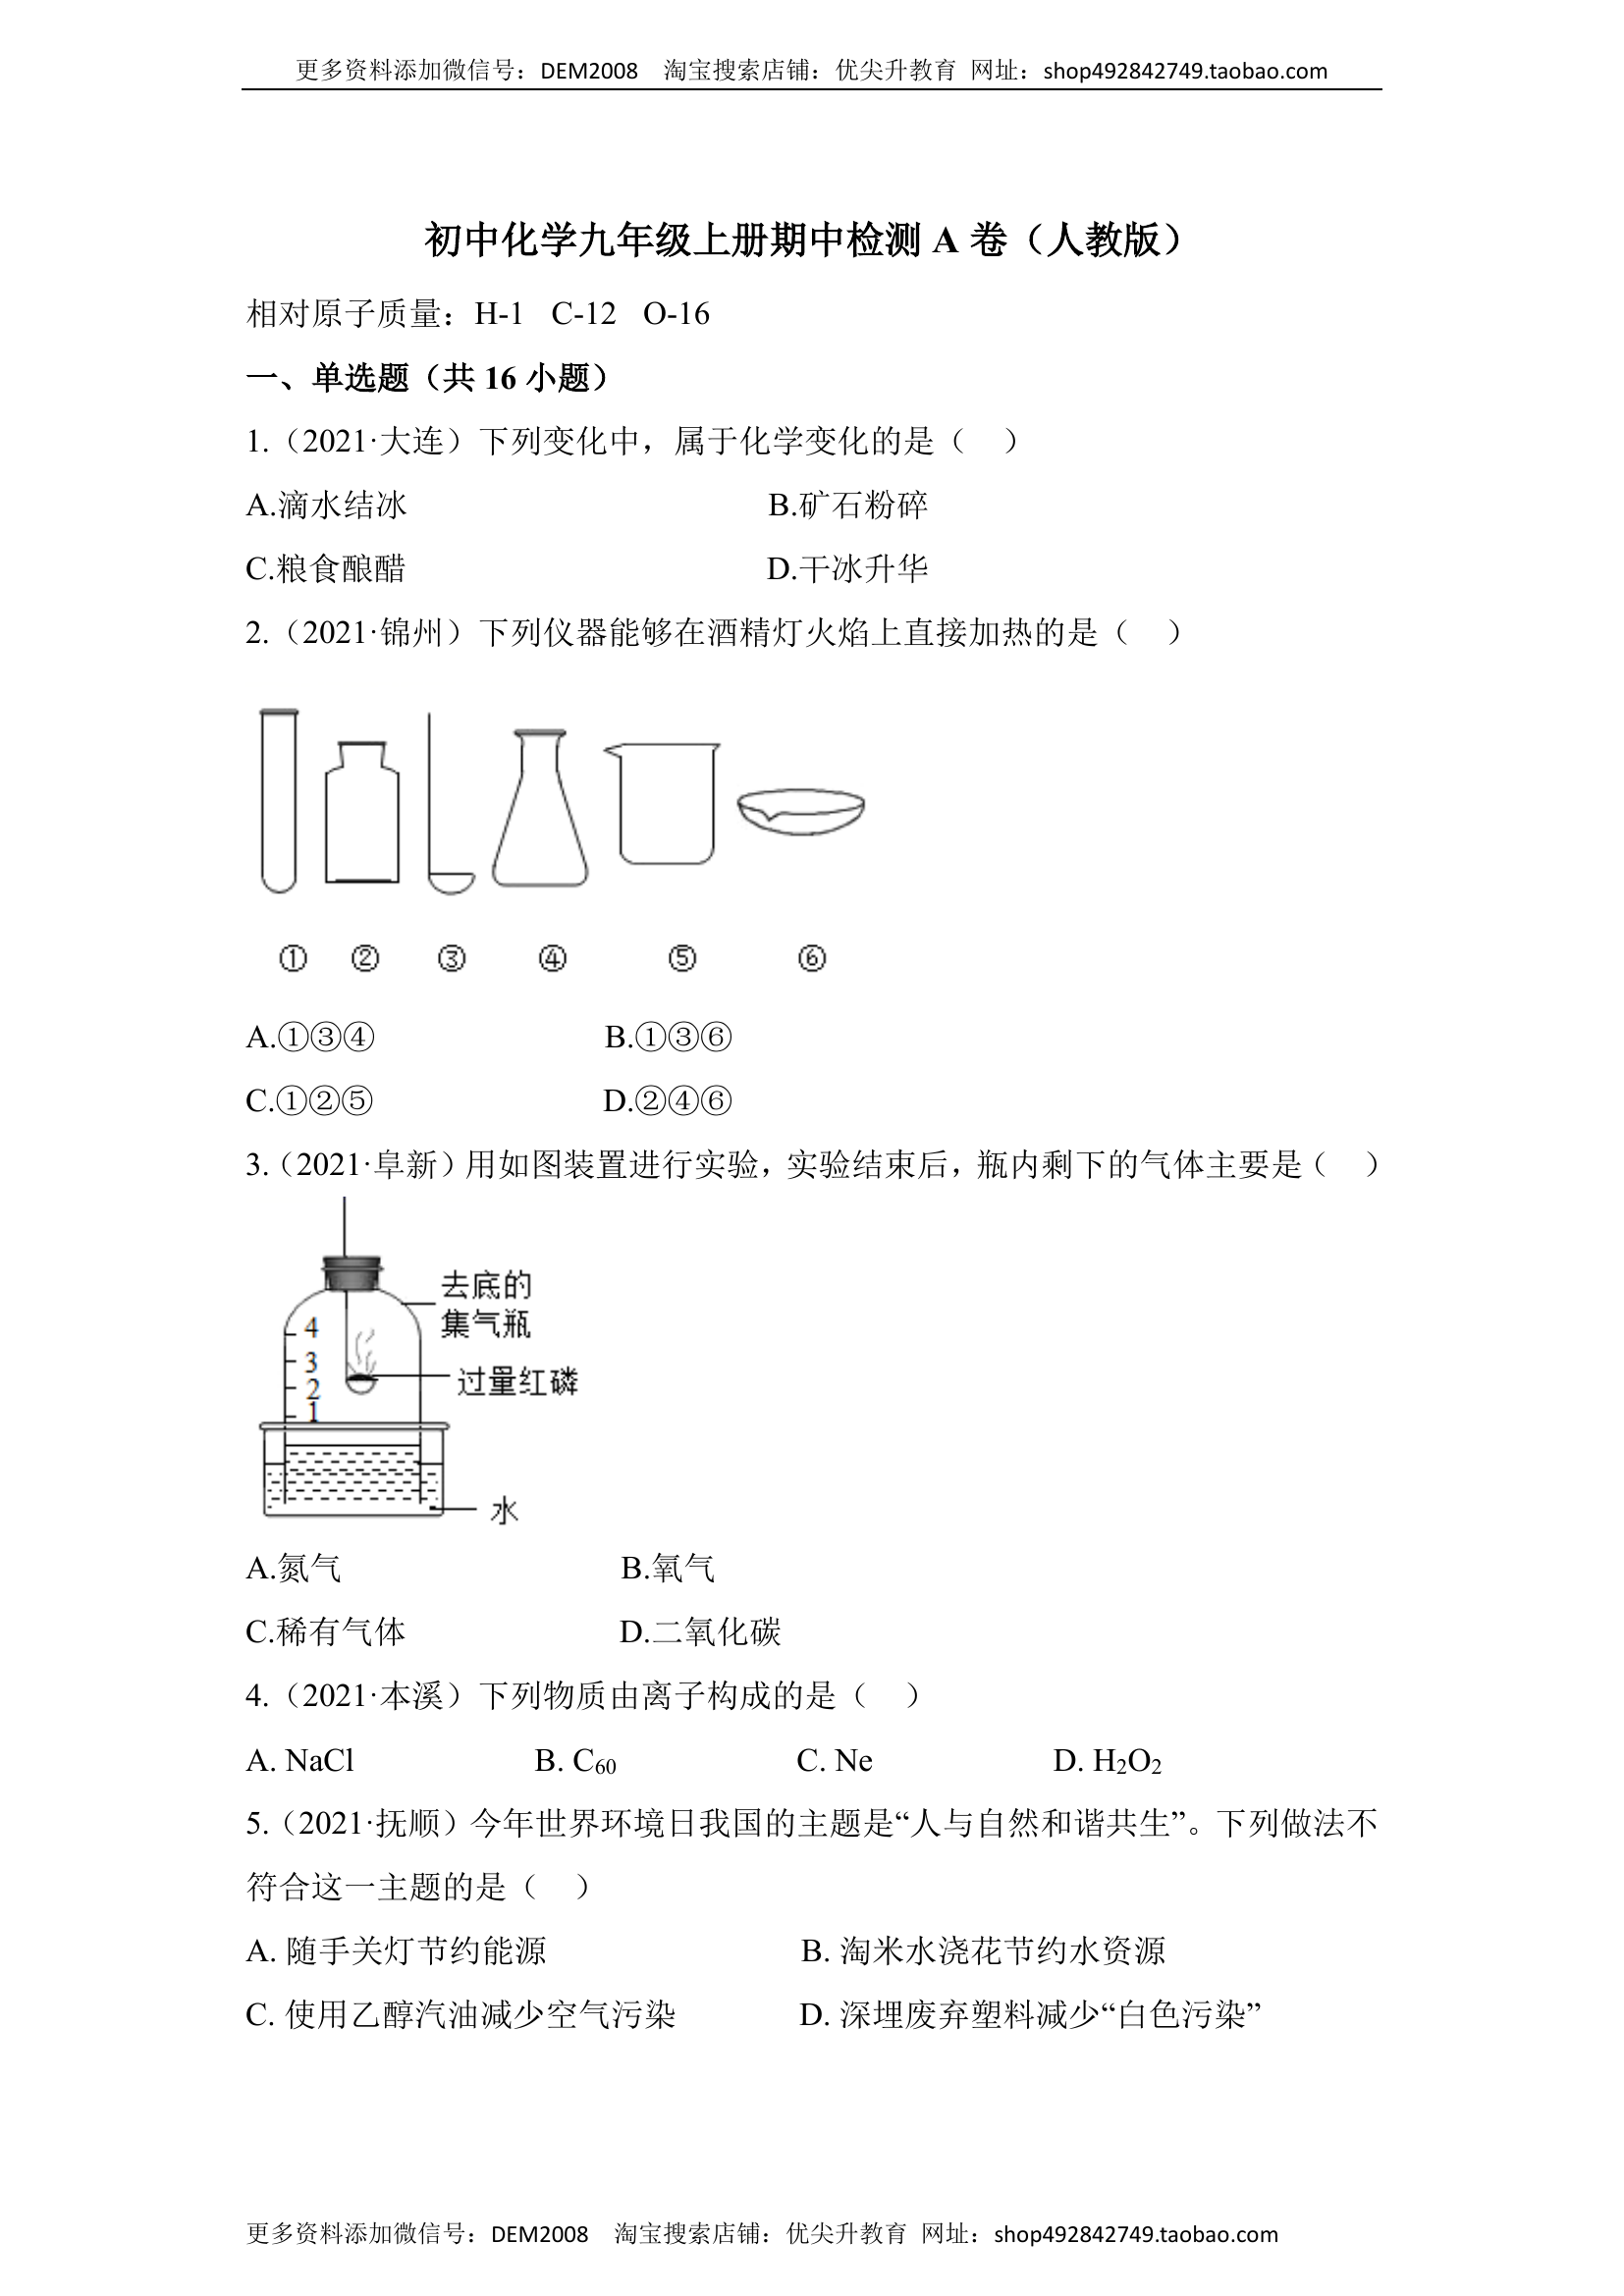 更多资料添加微信号：DEM2008 淘宝搜索店铺：优尖升教育 网址：shop492842749.taobao.com
初中化学九年级上册期中检测 A 卷（人教版）
相对原子质量：H-1 C-12 O-16
一、单选题（共 16 小题）
1.（2021·大连）下列变化中，属于化学变化的是（ ）
A.滴水结冰 B.矿石粉碎
C.粮食酿醋 D.干冰升华
2.（2021·锦州）下列仪器能够在酒精灯火焰上直接加热的是（ ）
① ② ③ ④ ⑤ ⑥
A.①③④ B.①③⑥
C.①②⑤ D.②④⑥
3.（2021·阜新）用如图装置进行实验，实验结束后，瓶内剩下的气体主要是（ ）
去底的
集气瓶
4
3
2
1
过量红磷
水
A.氮气 B.氧气
C.稀有气体 D.二氧化碳
4.（2021·本溪）下列物质由离子构成的是（ ）
A. NaCl B. C₆₀ C. Ne D. H₂O₂
5.（2021·抚顺）今年世界环境日我国的主题是“人与自然和谐共生”。下列做法不
符合这一主题的是（ ）
A. 随手关灯节约能源 B. 淘米水浇花节约水资源
C. 使用乙醇汽油减少空气污染 D. 深埋废弃塑料减少“白色污染”
更多资料添加微信号：DEM2008 淘宝搜索店铺：优尖升教育 网址：shop492842749.taobao.com